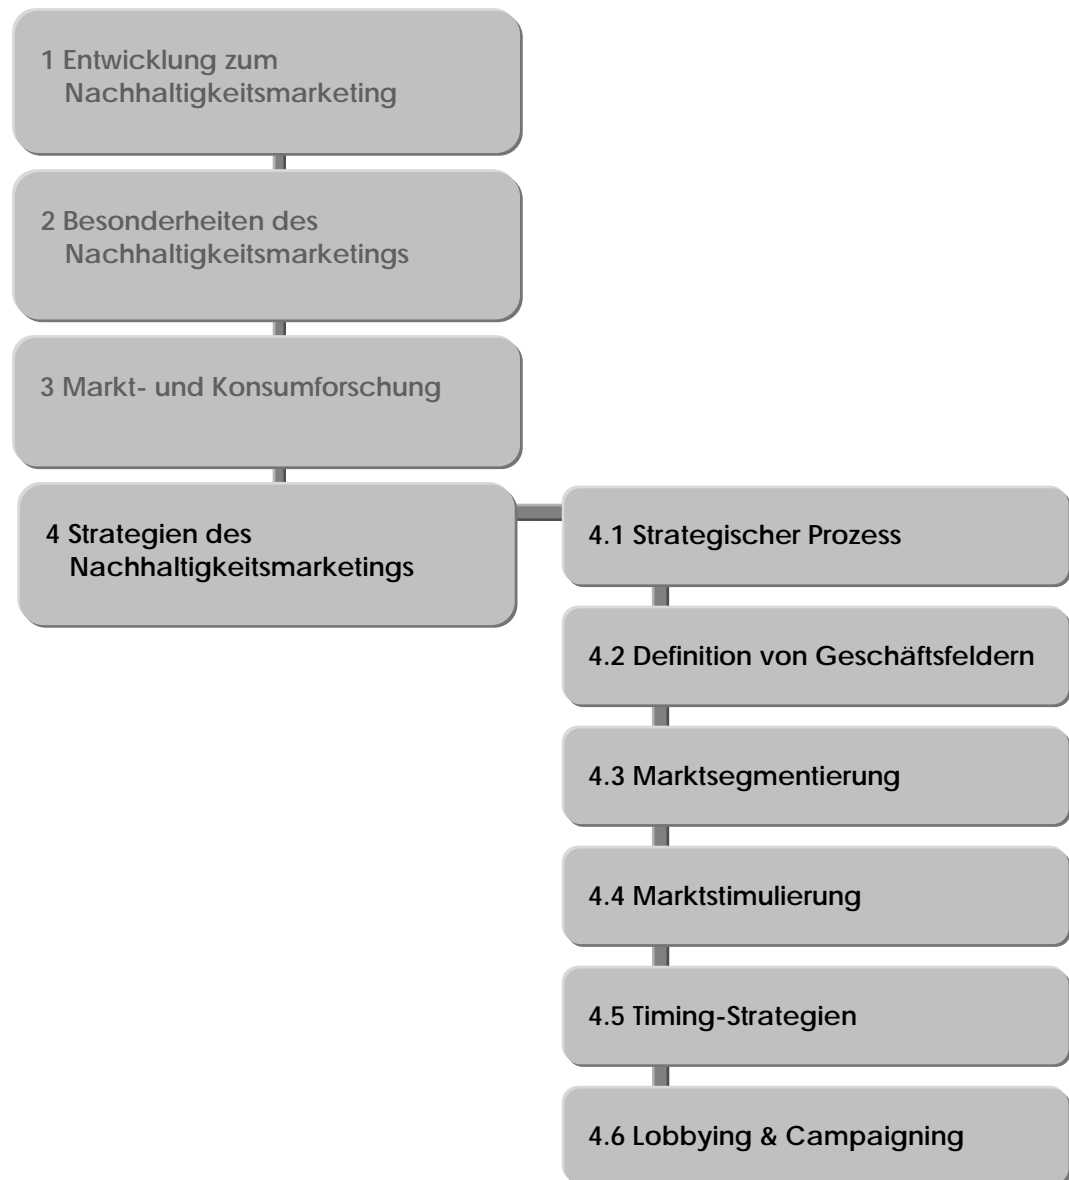 1 Entwicklung zum
Nachhaltigkeitsmarketing
2 Besonderheiten des
Nachhaltigkeitsmarketings
3 Markt- und Konsumforschung
4 Strategien des
Nachhaltigkeitsmarketings
4.1 Strategischer Prozess
4.2 Definition von Geschäftsfeldern
4.3 Marktsegmentierung
4.4 Marktstimulierung
4.5 Timing-Strategien
4.6 Lobbying & Campaigning